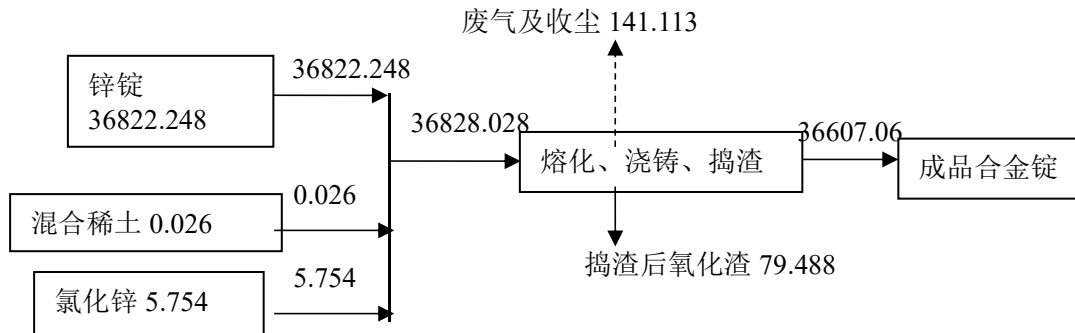 废气及收尘 141.113
锌锭
36822.248
36822.248
36828.028
熔化、浇铸、捣渣
36607.06
成品合金锭
混合稀土 0.026
0.026
捣渣后氧化渣 79.488
氯化锌 5.754
5.754